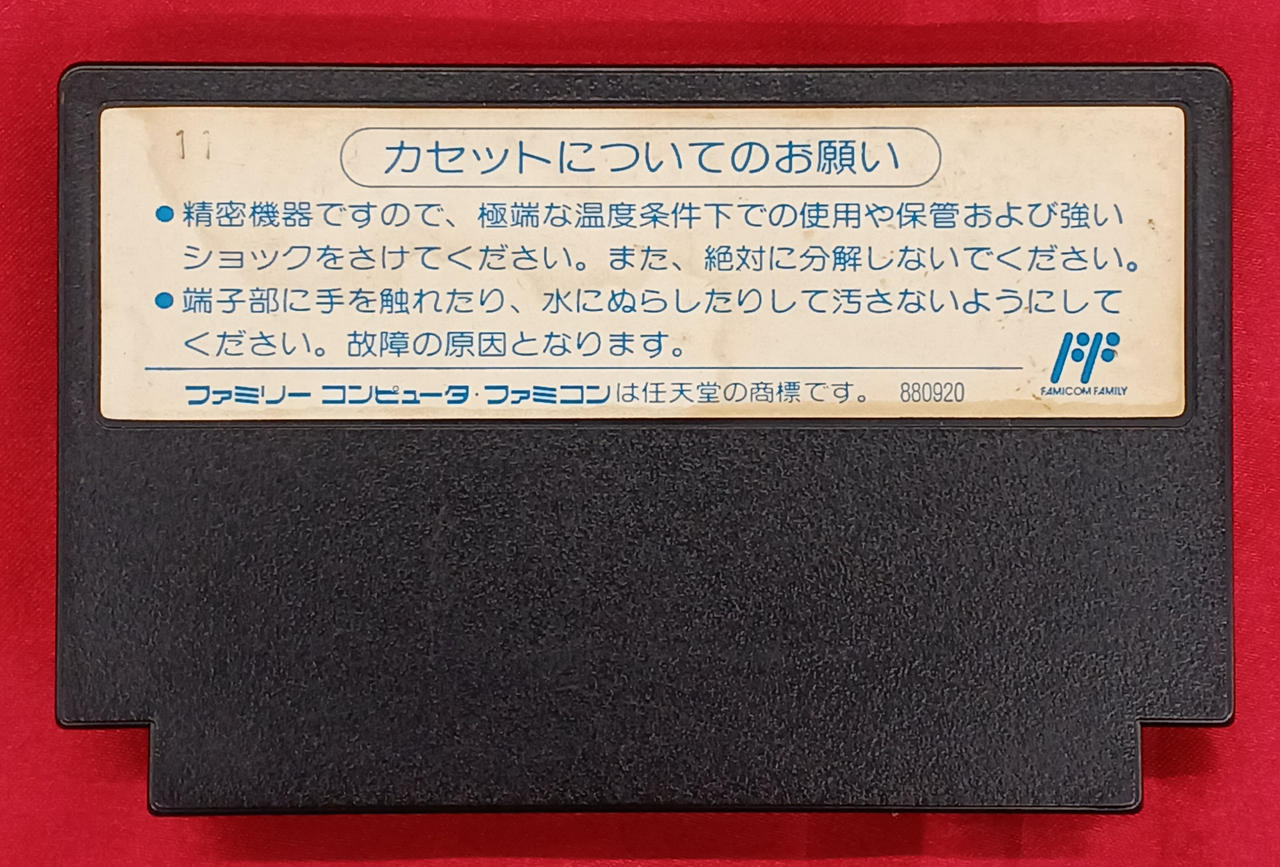 11
カセットについてのお願い
●精密機器ですので、極端な温度条件下での使用や保管および強い
ショックをさけてください。また、絶対に分解しないでください。
●端子部に手を触れたり、水にぬらしたりして汚さないようにして
ください。故障の原因となります。
ファミリーコンピュータ・ファミコンは任天堂の商標です。 880920
FAMICOM FAMILY